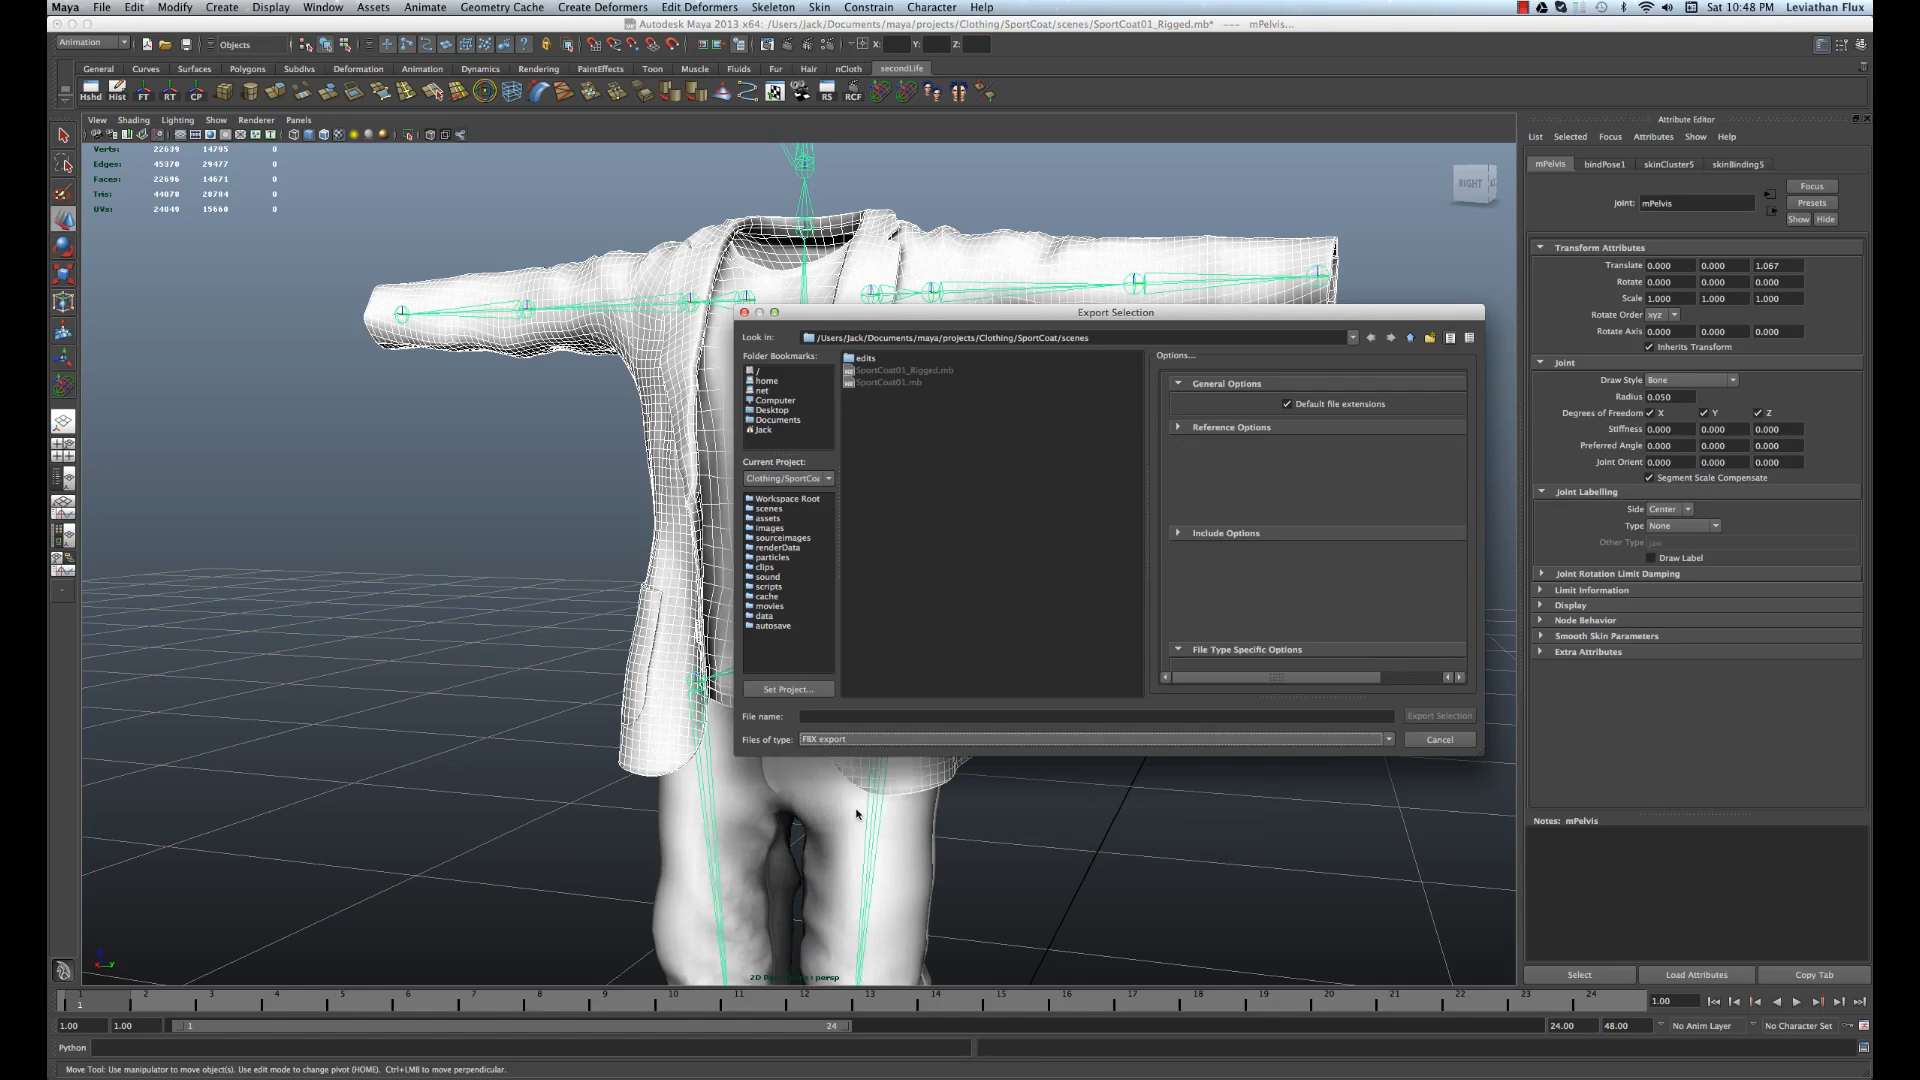 Maya File Edit Modify Create Display Window Assets Animate Geometry Cache Create Deformers Edit Deformers Skeleton Skin Constrain Character Help Sat 10:48 PM Leviathan Flux
Autodesk Maya 2013 x64: /Users/Jack/Documents/maya/projects/Clothing/SportCoat/scenes/SportCoat01_Rigged.mb* --- mPelvis...
Animation Objects X: Y: Z:
General Curves Surfaces Polygons Subdivs Deformation Animation Dynamics Rendering PaintEffects Toon Muscle Fluids Fur Hair nCloth secondLife
Hshd Hist FT RT CP RS RCF
View Shading Lighting Show Renderer Panels
Verts: 22639 14795 0
Edges: 45370 29477 0
Faces: 22696 14671 0
Tris: 44078 28704 0
UVs: 24049 15660 0
RIGHT
Export Selection
Look in: /Users/Jack/Documents/maya/projects/Clothing/SportCoat/scenes
Folder Bookmarks:
/
home
net
Computer
Desktop
Documents
Jack
Current Project:
Clothing/SportCoa
Workspace Root
scenes
assets
images
sourceimages
renderData
particles
clips
sound
scripts
cache
movies
data
autosave
Set Project...
edits
SportCoat01_Rigged.mb
SportCoat01.mb
Options...
General Options
Default file extensions
Reference Options
Include Options
File Type Specific Options
File name: Export Selection
Files of type: FBX export Cancel
persp
Attribute Editor
List Selected Focus Attributes Show Help
mPelvis bindPose1 skinCluster5 skinBinding5
joint: mPelvis
Focus
Presets
Show Hide
Transform Attributes
Translate 0.000 0.000 1.067
Rotate 0.000 0.000 0.000
Scale 1.000 1.000 1.000
Rotate Order xyz
Rotate Axis 0.000 0.000 0.000
Inherits Transform
Joint
Draw Style Bone
Radius 0.050
Degrees of Freedom X Y Z
Stiffness 0.000 0.000 0.000
Preferred Angle 0.000 0.000 0.000
Joint Orient 0.000 0.000 0.000
Segment Scale Compensate
Joint Labelling
Side Center
Type None
Other Type jaw
Draw Label
Joint Rotation Limit Damping
Limit Information
Display
Node Behavior
Smooth Skin Parameters
Extra Attributes
Notes: mPelvis
Select Load Attributes Copy Tab
1 2 3 4 5 6 7 8 9 10 11 12 13 14 15 16 17 18 19 20 21 22 23 24
1 1.00
1.00 1.00 1 24 24.00 48.00 No Anim Layer No Character Set
Python
Move Tool: Use manipulator to move object(s). Use edit mode to change pivot (HOME). Ctrl+LMB to move perpendicular.